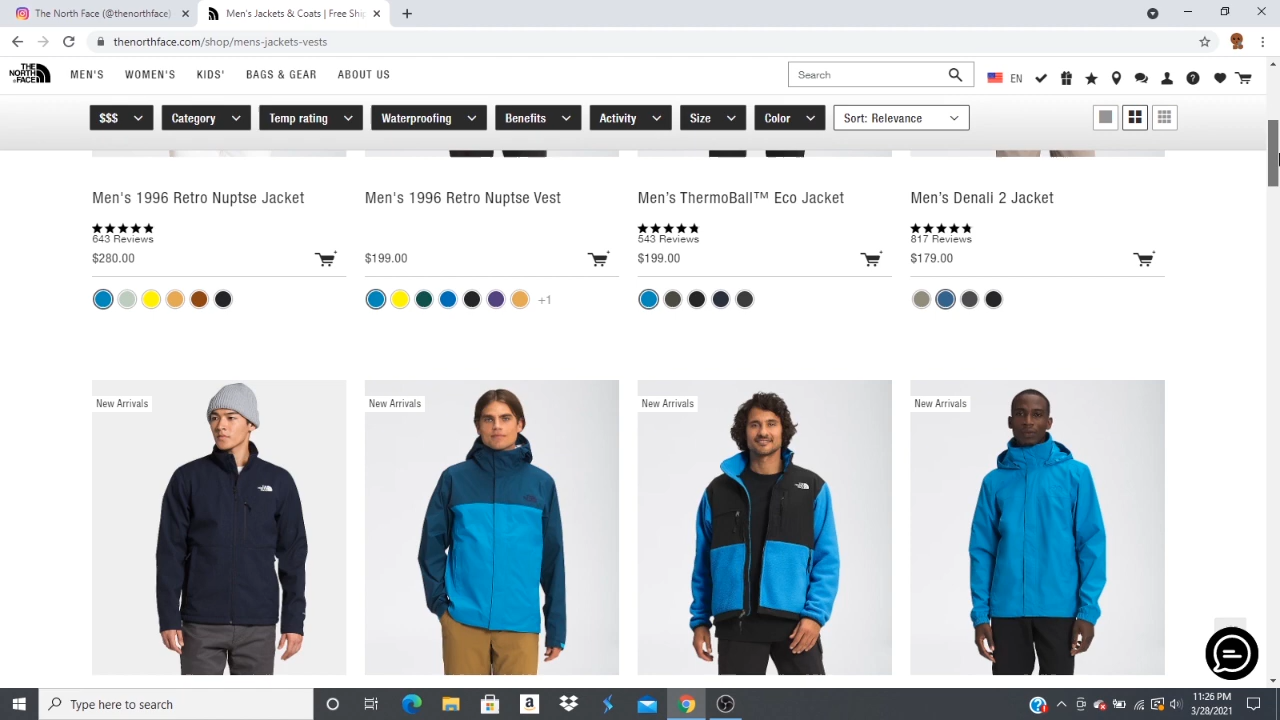 The North Face (@thenorthface)
Men's Jackets & Coats | Free Ship
thenorthface.com/shop/mens-jackets-vests
THE NORTH FACE
MEN'S WOMEN'S KIDS' BAGS & GEAR ABOUT US
Search
EN
$$$ Category Temp rating Waterproofing Benefits Activity Size Color Sort: Relevance
Men's 1996 Retro Nuptse Jacket
643 Reviews
$280.00
Men's 1996 Retro Nuptse Vest
$199.00
+1
Men’s ThermoBall™ Eco Jacket
543 Reviews
$199.00
Men’s Denali 2 Jacket
817 Reviews
$179.00
New Arrivals
New Arrivals
New Arrivals
New Arrivals
Type here to search
11:26 PM
3/28/2021